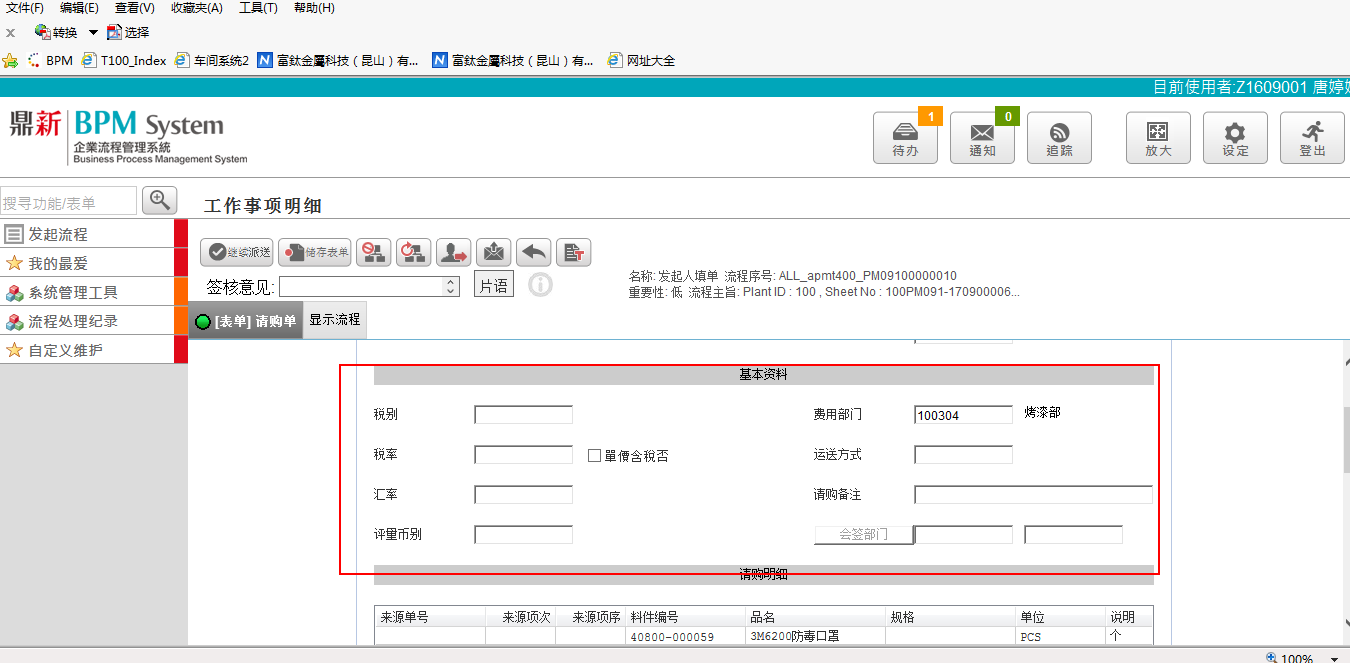 文件(F) 编辑(E) 查看(V) 收藏夹(A) 工具(T) 帮助(H)
x 转换 选择
BPM T100_Index 车间系统2 富鈦金屬科技（昆山）有... 富鈦金屬科技（昆山）有... 网址大全
目前使用者:Z1609001 唐婷
鼎新 BPM System
企業流程管理系統
Business Process Management System
1 0
待办 通知 追踪 放大 设定 登出
搜寻功能/表单
工作事项明细
发起流程
我的最爱
系统管理工具
流程处理纪录
自定义维护
继续派送 储存表单
签核意见: 片语
名称: 发起人填单 流程序号: ALL_apmt400_PM09100000010
重要性: 低 流程主旨: Plant ID : 100 , Sheet No : 100PM091-170900006...
[表单] 请购单 显示流程
基本资料
税别 费用部门 100304 烤漆部
税率 單價含稅否 运送方式
汇率 请购备注
评量币别 会签部门
请购明细
来源单号 来源项次 来源项序 料件编号 品名 规格 单位 说明
40800-000059 3M6200防毒口罩 PCS 个
100%